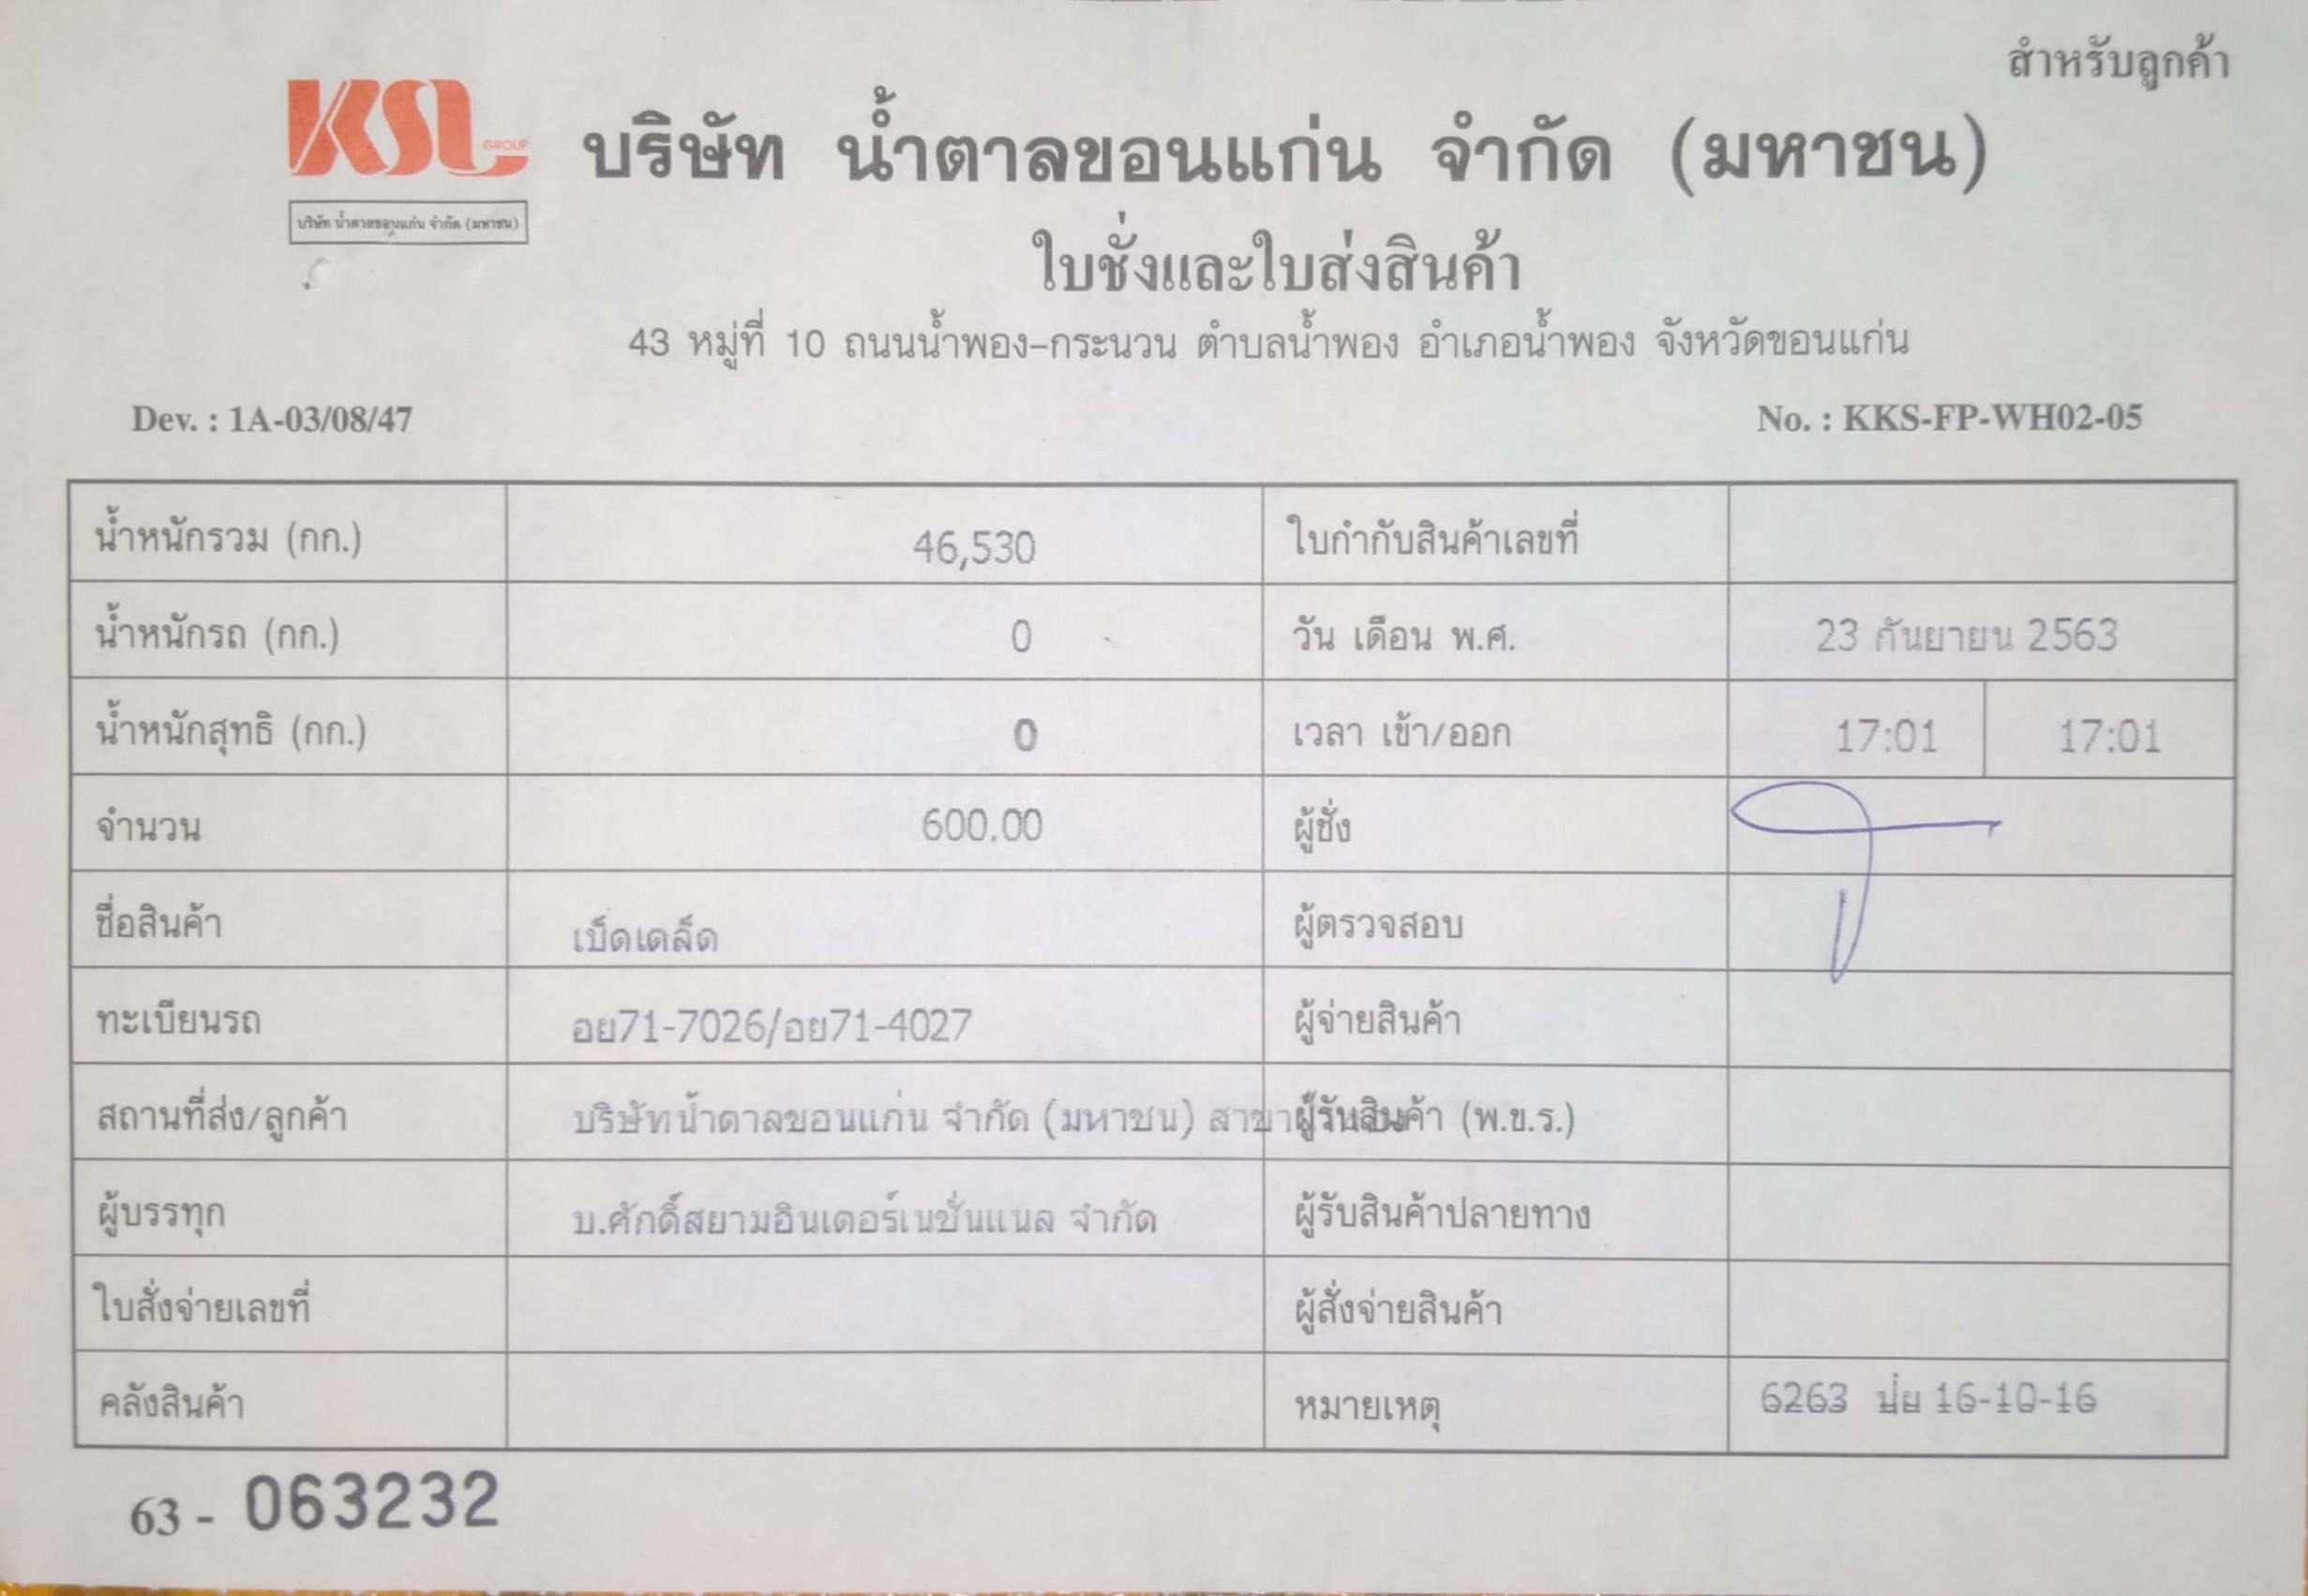 สำหรับลูกค้า
KSL GROUP
บริษัท น้ำตาลขอนแก่น จำกัด (มหาชน)
บริษัท น้ำตาลขอนแก่น จำกัด (มหาชน)
ใบชั่งและใบส่งสินค้า
43 หมู่ที่ 10 ถนนน้ำพอง-กระนวน ตำบลน้ำพอง อำเภอน้ำพอง จังหวัดขอนแก่น
Dev. : 1A-03/08/47 No. : KKS-FP-WH02-05
น้ำหนักรวม (กก.) 46,530 ใบกำกับสินค้าเลขที่
น้ำหนักรถ (กก.) 0 วัน เดือน พ.ศ. 23 กันยายน 2563
น้ำหนักสุทธิ (กก.) 0 เวลา เข้า/ออก 17:01 17:01
จำนวน 600.00 ผู้ชั่ง
ชื่อสินค้า เบ็ดเตล็ด ผู้ตรวจสอบ
ทะเบียนรถ อย71-7026/อย71-4027 ผู้จ่ายสินค้า
สถานที่ส่ง/ลูกค้า บริษัทน้ำตาลขอนแก่น จำกัด (มหาชน) ผู้รับสินค้า (พ.ข.ร.)
ผู้บรรทุก บ.ศักดิ์สยามอินเตอร์เนชั่นแนล จำกัด ผู้รับสินค้าปลายทาง
ใบสั่งจ่ายเลขที่ ผู้สั่งจ่ายสินค้า
คลังสินค้า หมายเหตุ 6263 ปุ๋ย 16-10-16
63 - 063232